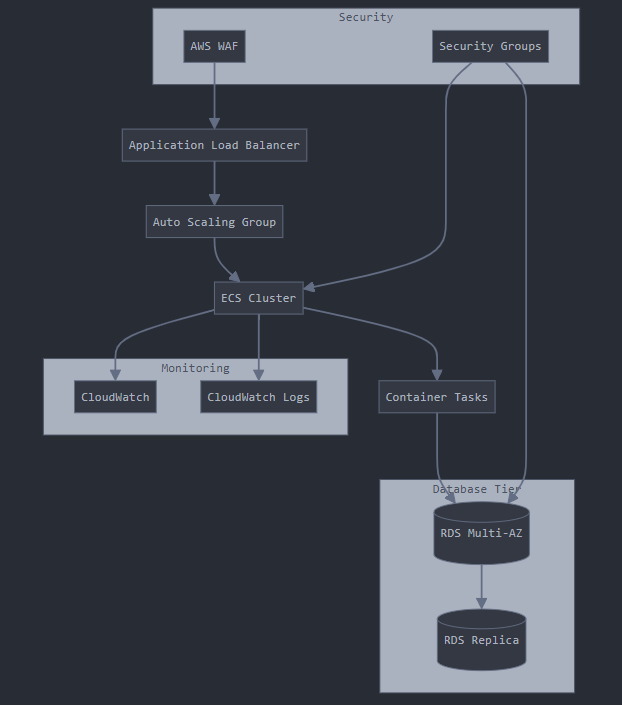 Security
AWS WAF
Security Groups
Application Load Balancer
Auto Scaling Group
ECS Cluster
Monitoring
CloudWatch
CloudWatch Logs
Container Tasks
Database Tier
RDS Multi-AZ
RDS Replica